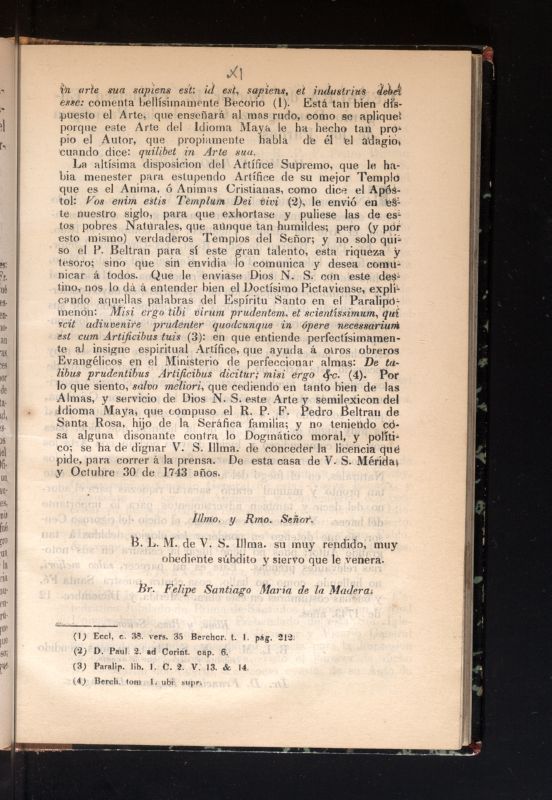 XI
in arte sua sapiens est: id est, sapiens, et industrius debet
esse: comenta bellísimamente Becorio (1). Está tan bien dis-
puesto el Arte, que enseñará al mas rudo, como se aplique:
porque este Arte del Idioma Maya le ha hecho tan pro-
pio el Autor, que propiamente habla de él el adagio,
cuando dice: quilibet in Arte sua.
La altísima disposicion del Artífice Supremo, que le ha-
bia menester para estupendo Artífice de su mejor Templo
que es el Anima, ó Animas Cristianas, como dice el Após-
tol: Vos enim estis Templum Dei vivi (2), le envió en es-
te nuestro siglo, para que exhortase y puliese las de es-
tos pobres Naturales, que aunque tan humildes; pero (y por
esto mismo) verdaderos Templos del Señor; y no solo qui-
so el P. Beltran para sí este gran talento, esta riqueza y
tesoro; sino que sin envidia lo comunica y desea comu-
nicar á todos. Que le enviase Dios N. S. con este des-
tino, nos lo dá á entender bien el Doctísimo Pictaviense, expli-
cando aquellas palabras del Espíritu Santo en el Paralipó-
menon: Misi ergo tibi virum prudentem, et scientissimum, qui
scit adiuvenire prudenter quodcunque in ópere necessarium
est cum Artificibus tuis (3): en que entiende perfectísimamen-
te al insigne espiritual Artífice, que ayuda á otros obreros
Evangélicos en el Ministerio de perfeccionar almas: De ta-
libus prudentibus Artificibus dicitur; misi ergo &c. (4). Por
lo que siento, salvo meliori, que cediendo en tanto bien de las
Almas, y servicio de Dios N. S. este Arte y semilexicon del
Idioma Maya, que compuso el R. P. F. Pedro Beltran de
Santa Rosa, hijo de la Seráfica familia; y no teniendo co-
sa alguna disonante contra lo Dogmático moral, y políti-
co; se ha de dignar V. S. Illma. de conceder la licencia que
pide, para correr á la prensa. De esta casa de V. S. Mérida,
y Octubre 30 de 1743 años.
Illmo. y Rmo. Señor.
B. L. M. de V. S. Illma. su muy rendido, muy
obediente súbdito y siervo que le venera.
Br. Felipe Santiago María de la Madera.
(1) Eccl, c. 38. vers. 35 Berchor. t. 1. pág. 212.
(2) D. Paul 2. ad Corint. cap. 6.
(3) Paralip. lib. 1. C. 2. V. 13. & 14.
(4) Berch. tom 1. ubi supr.